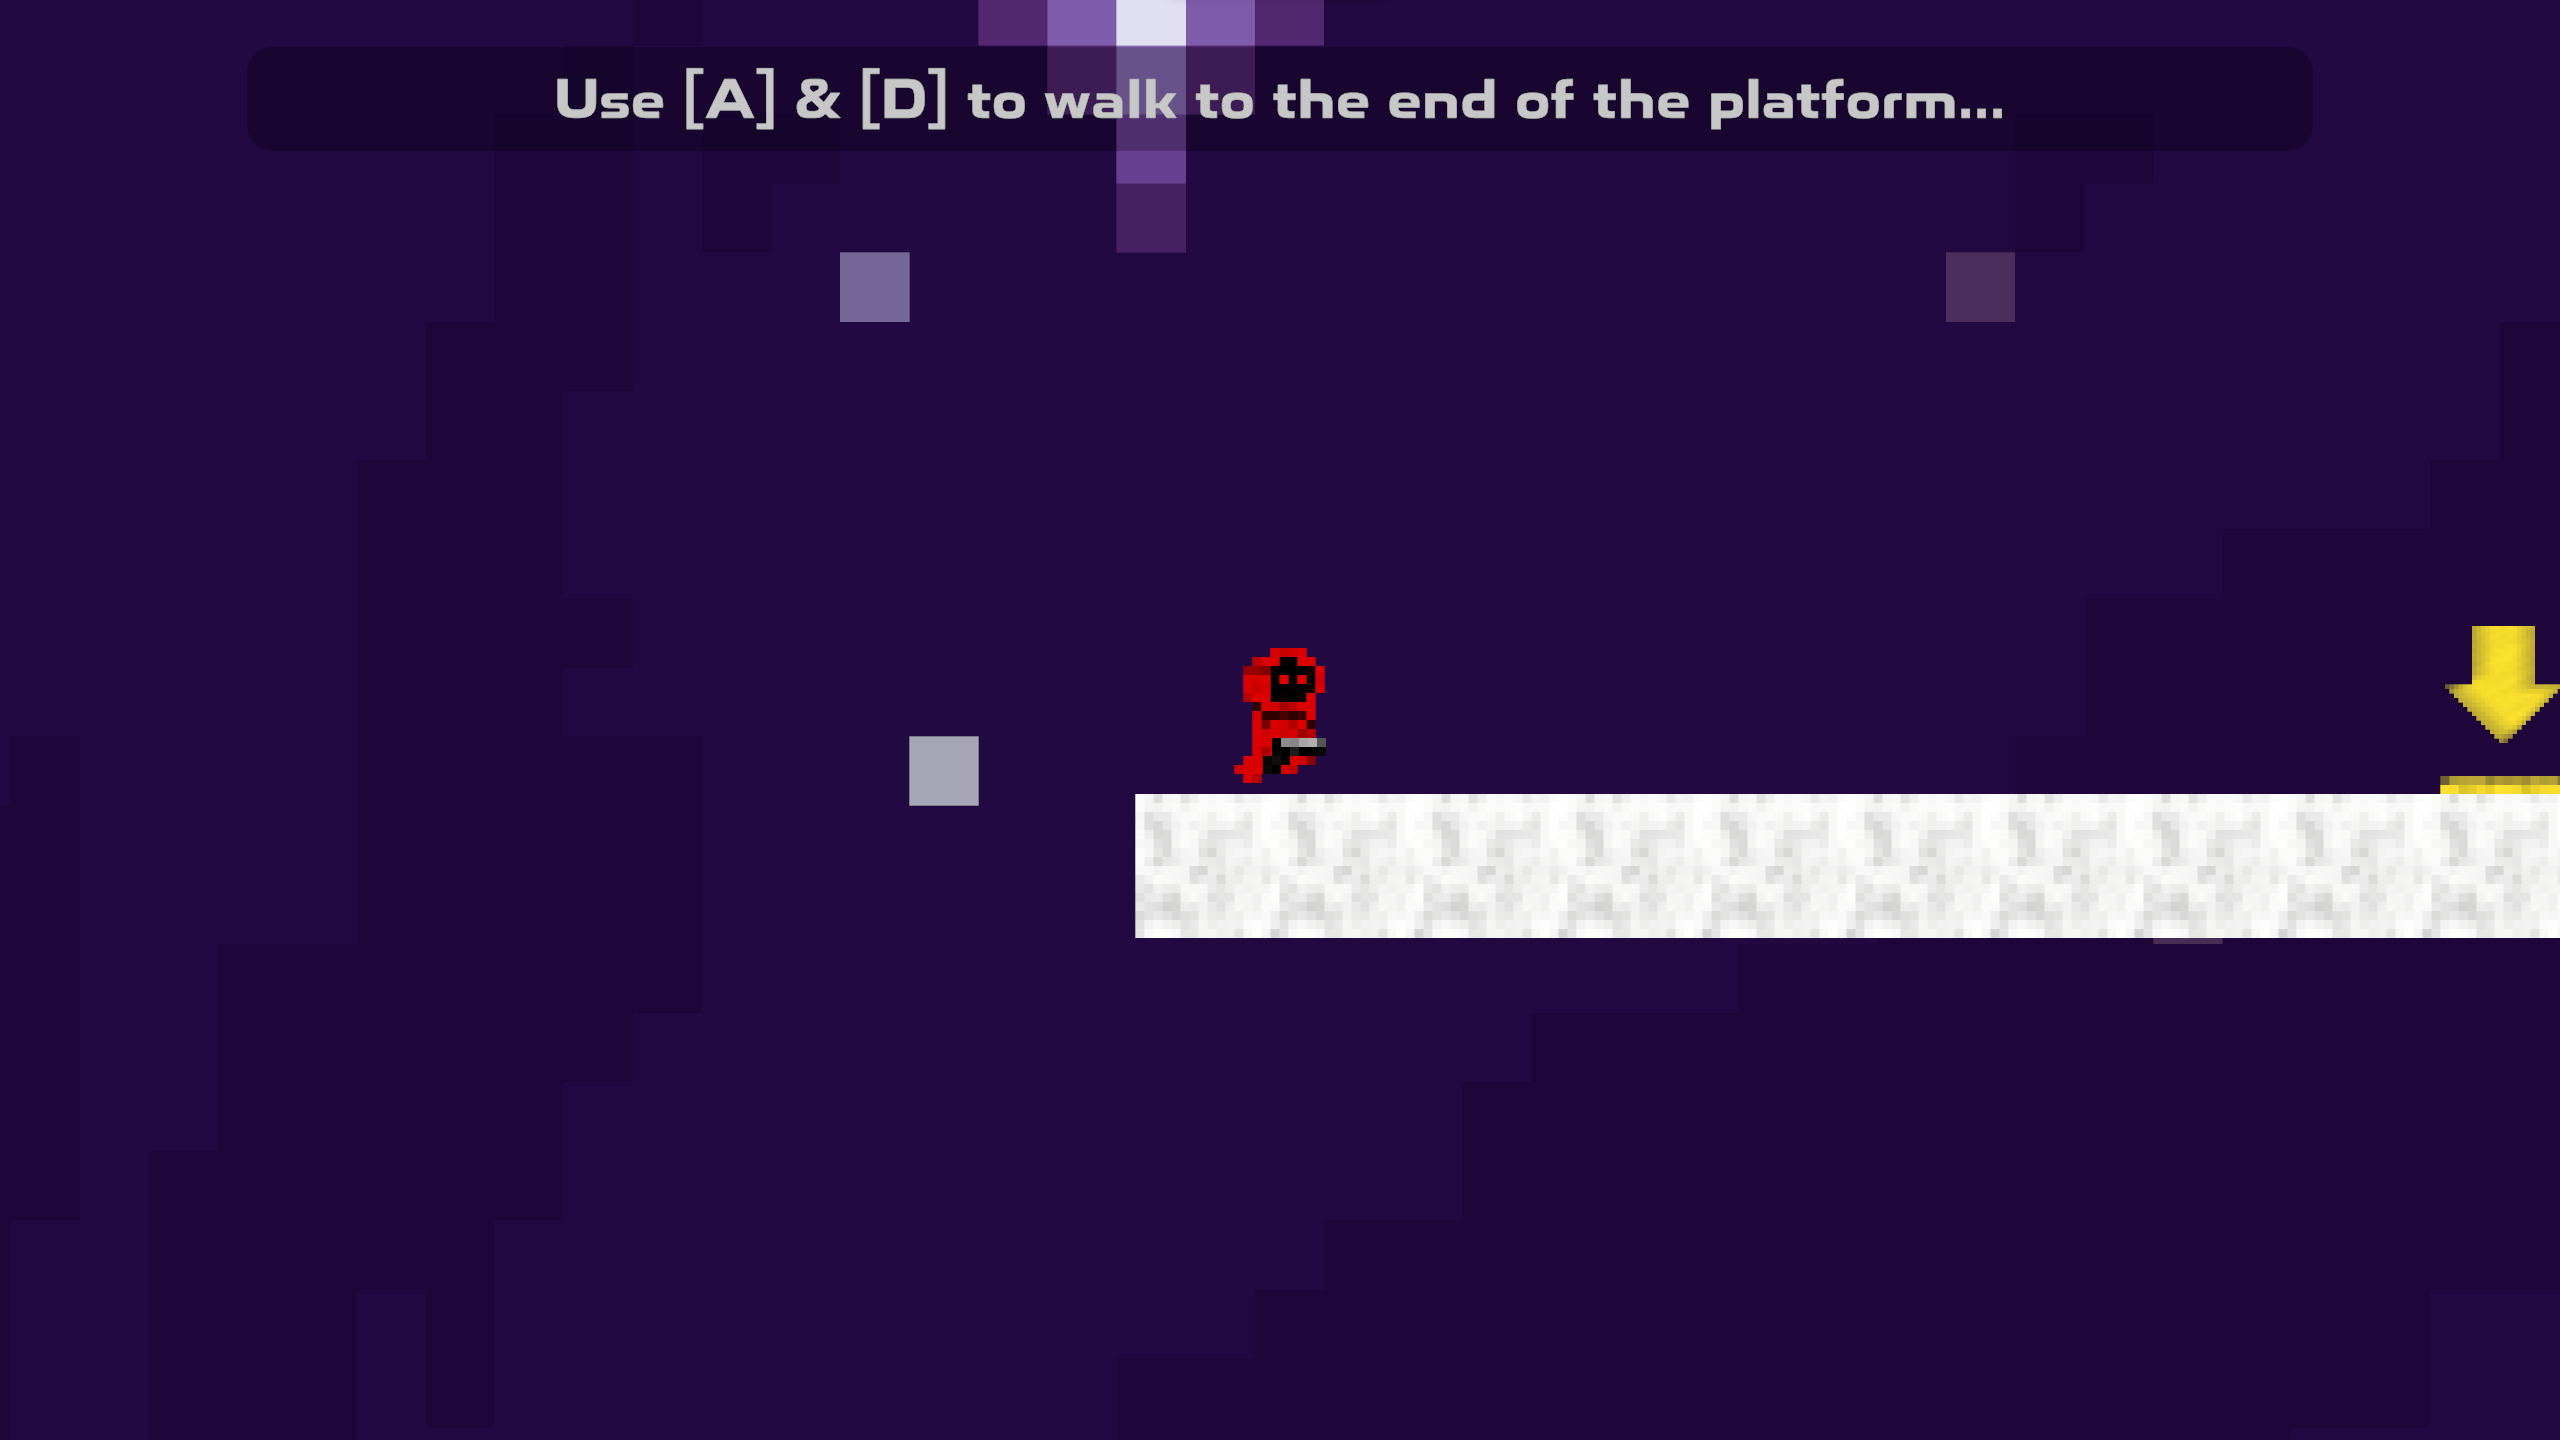 Use [A] & [D] to walk to the end of the platform...